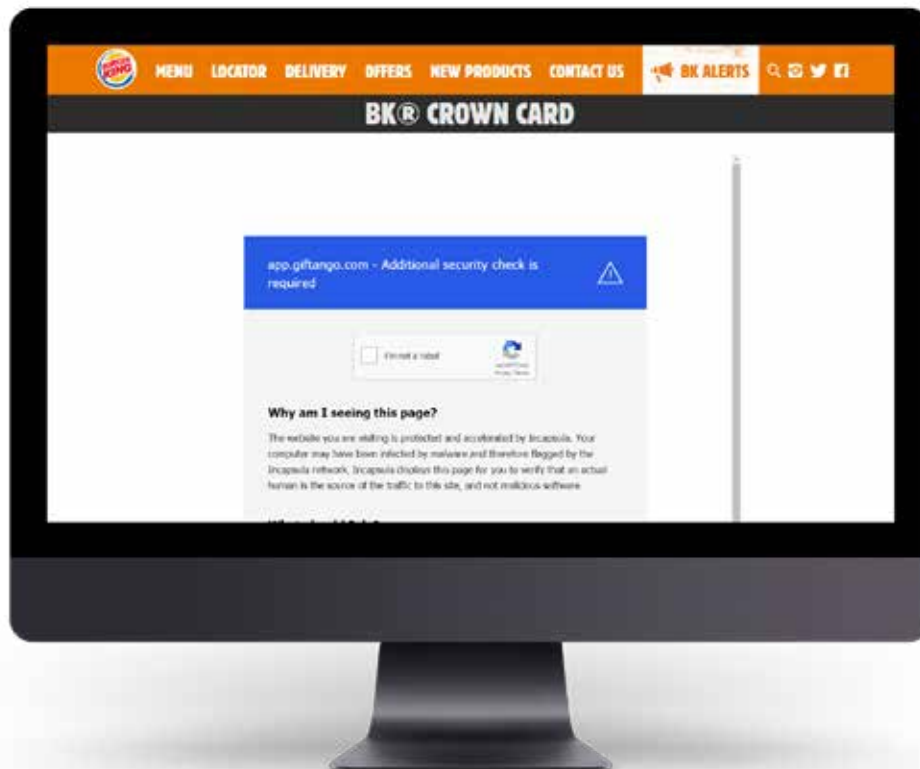 BURGER KING
MENU LOCATOR DELIVERY OFFERS NEW PRODUCTS CONTACT US BK ALERTS
BK® CROWN CARD
app.giftango.com - Additional security check is
required
I'm not a robot
reCAPTCHA
Privacy - Terms
Why am I seeing this page?
The website you are visiting is protected and accelerated by Incapsula. Your
computer may have been infected by malware and therefore flagged by the
Incapsula network. Incapsula displays this page for you to verify that an actual
human is the source of the traffic to this site, and not malicious software.